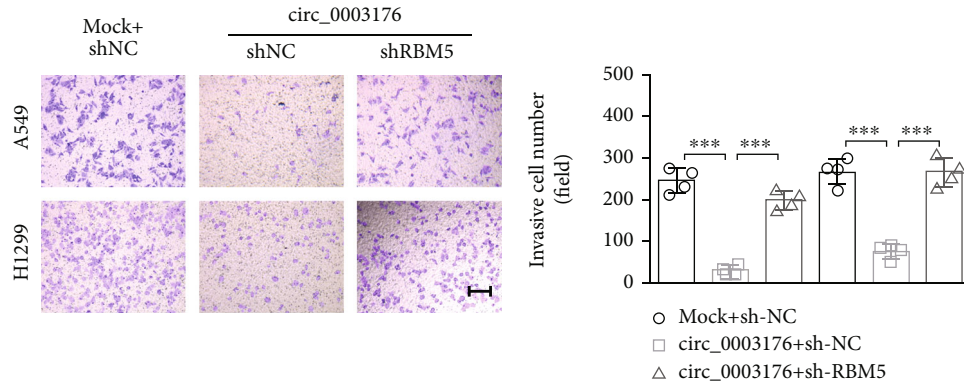 Mock+
shNC
circ_0003176
shNC
shRBM5
A549
H1299
Invasive cell number
(field)
500
400
300
200
100
0
***
***
***
***
Mock+sh-NC
circ_0003176+sh-NC
circ_0003176+sh-RBM5